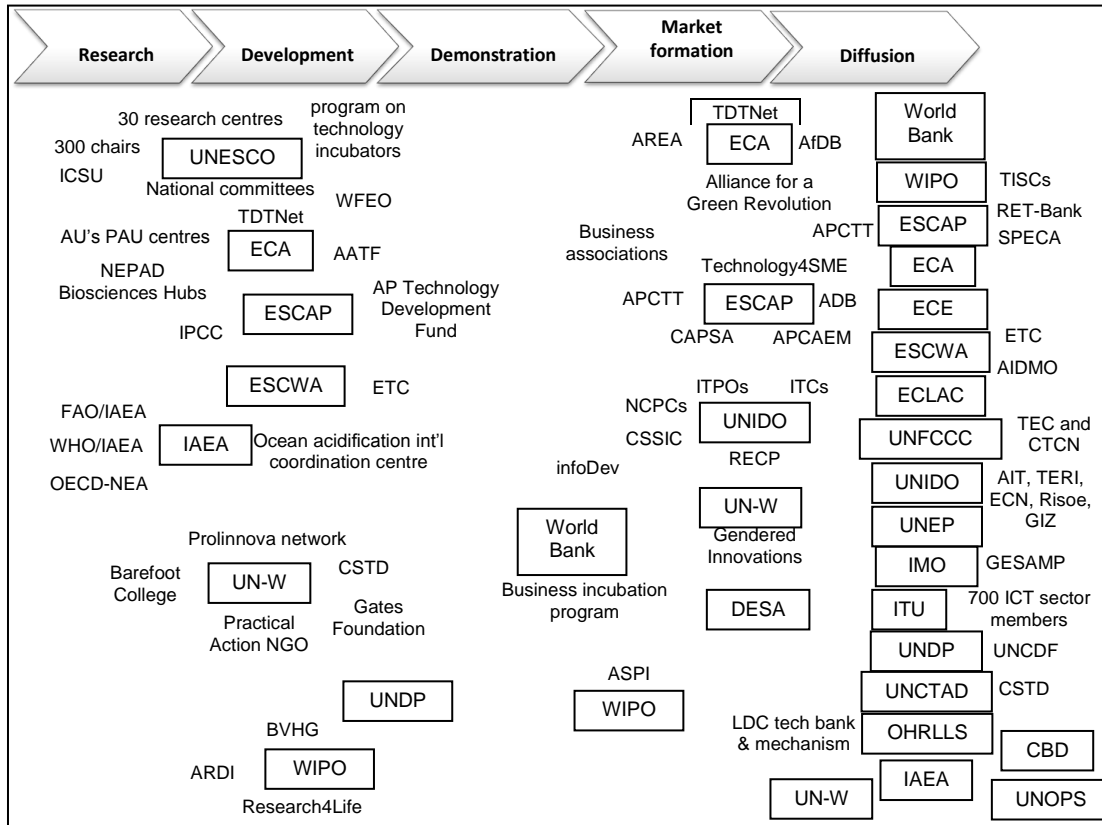 Research
Development
Demonstration
Market
formation
Diffusion
30 research centres
program on
technology
incubators
300 chairs
UNESCO
ICSU
National committees
WFEO
TDTNet
AU's PAU centres
ECA
AATF
NEPAD
Biosciences Hubs
ESCAP
AP Technology
Development
Fund
IPCC
ESCWA
ETC
FAO/IAEA
WHO/IAEA
IAEA
Ocean acidification int'l
coordination centre
OECD-NEA
Prolinnova network
Barefoot
College
UN-W
CSTD
Practical
Action NGO
Gates
Foundation
UNDP
BVHG
ARDI
WIPO
Research4Life
infoDev
World
Bank
Business incubation
program
ASPI
WIPO
TDTNet
AREA
ECA
AfDB
Alliance for a
Green Revolution
Business
associations
Technology4SME
APCTT
ESCAP
ADB
CAPSA
APCAEM
ITPOs
ITCs
NCPCs
CSSIC
UNIDO
RECP
UN-W
Gendered
Innovations
DESA
World
Bank
WIPO
TISCs
APCTT
ESCAP
RET-Bank
SPECA
ECA
ECE
ESCWA
ETC
AIDMO
ECLAC
UNFCCC
TEC and
CTCN
UNIDO
AIT, TERI,
ECN, Risoe,
GIZ
UNEP
IMO
GESAMP
ITU
700 ICT sector
members
UNDP
UNCDF
UNCTAD
CSTD
LDC tech bank
& mechanism
OHRLLS
CBD
IAEA
UN-W
UNOPS